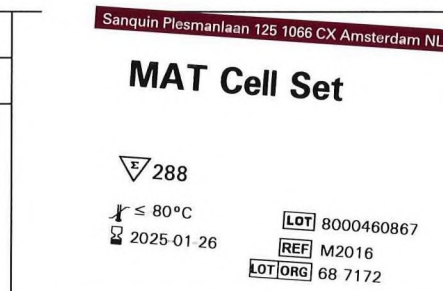 Sanquin Plesmanlaan 125 1066 CX Amsterdam NL
MAT Cell Set
Σ 288
≤ 80°C
2025-01-26
LOT 8000460867
REF M2016
LOT ORG 68 7172